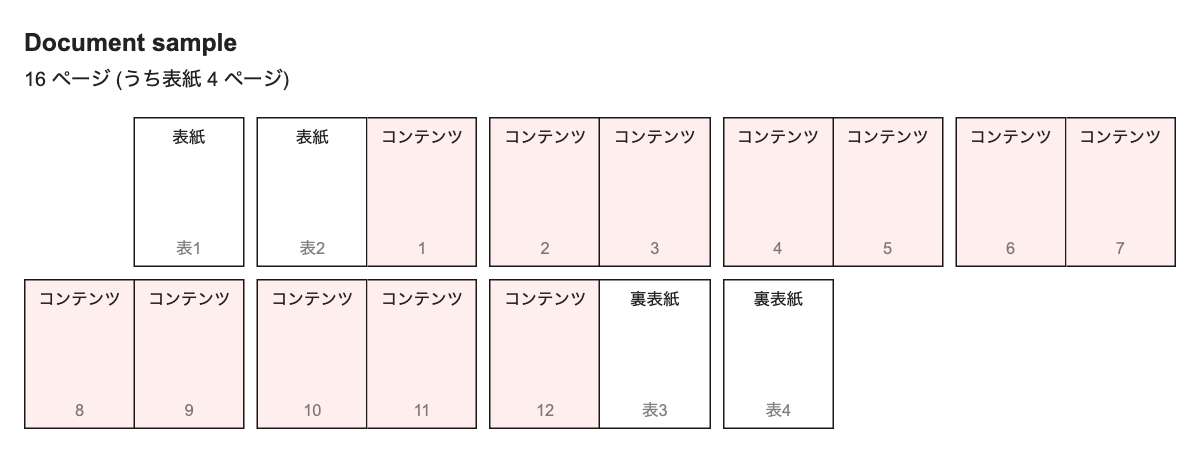 Document sample
16 ページ (うち表紙 4 ページ)
表紙 表紙 コンテンツ コンテンツ コンテンツ コンテンツ コンテンツ コンテンツ コンテンツ
表1 表2 1 2 3 4 5 6 7
コンテンツ コンテンツ コンテンツ コンテンツ コンテンツ 裏表紙 裏表紙
8 9 10 11 12 表3 表4